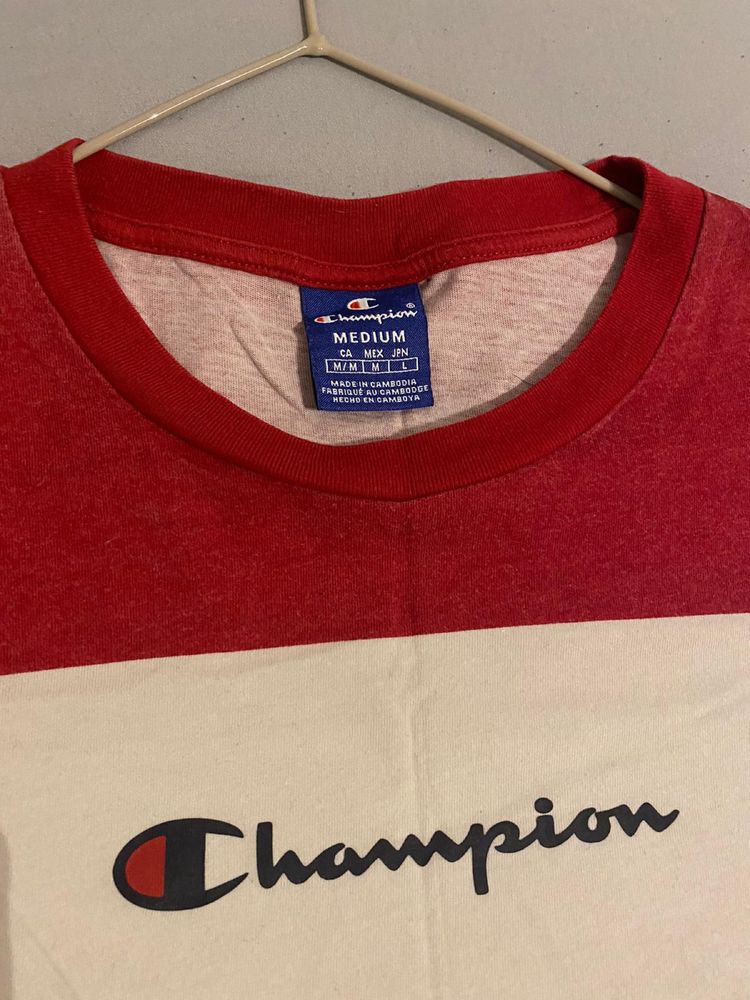 Champion®
MEDIUM
CA MEX JPN
M/M M L
MADE IN CAMBODIA
FABRIQUÉ AU CAMBODGE
HECHO EN CAMBOYA
Champion